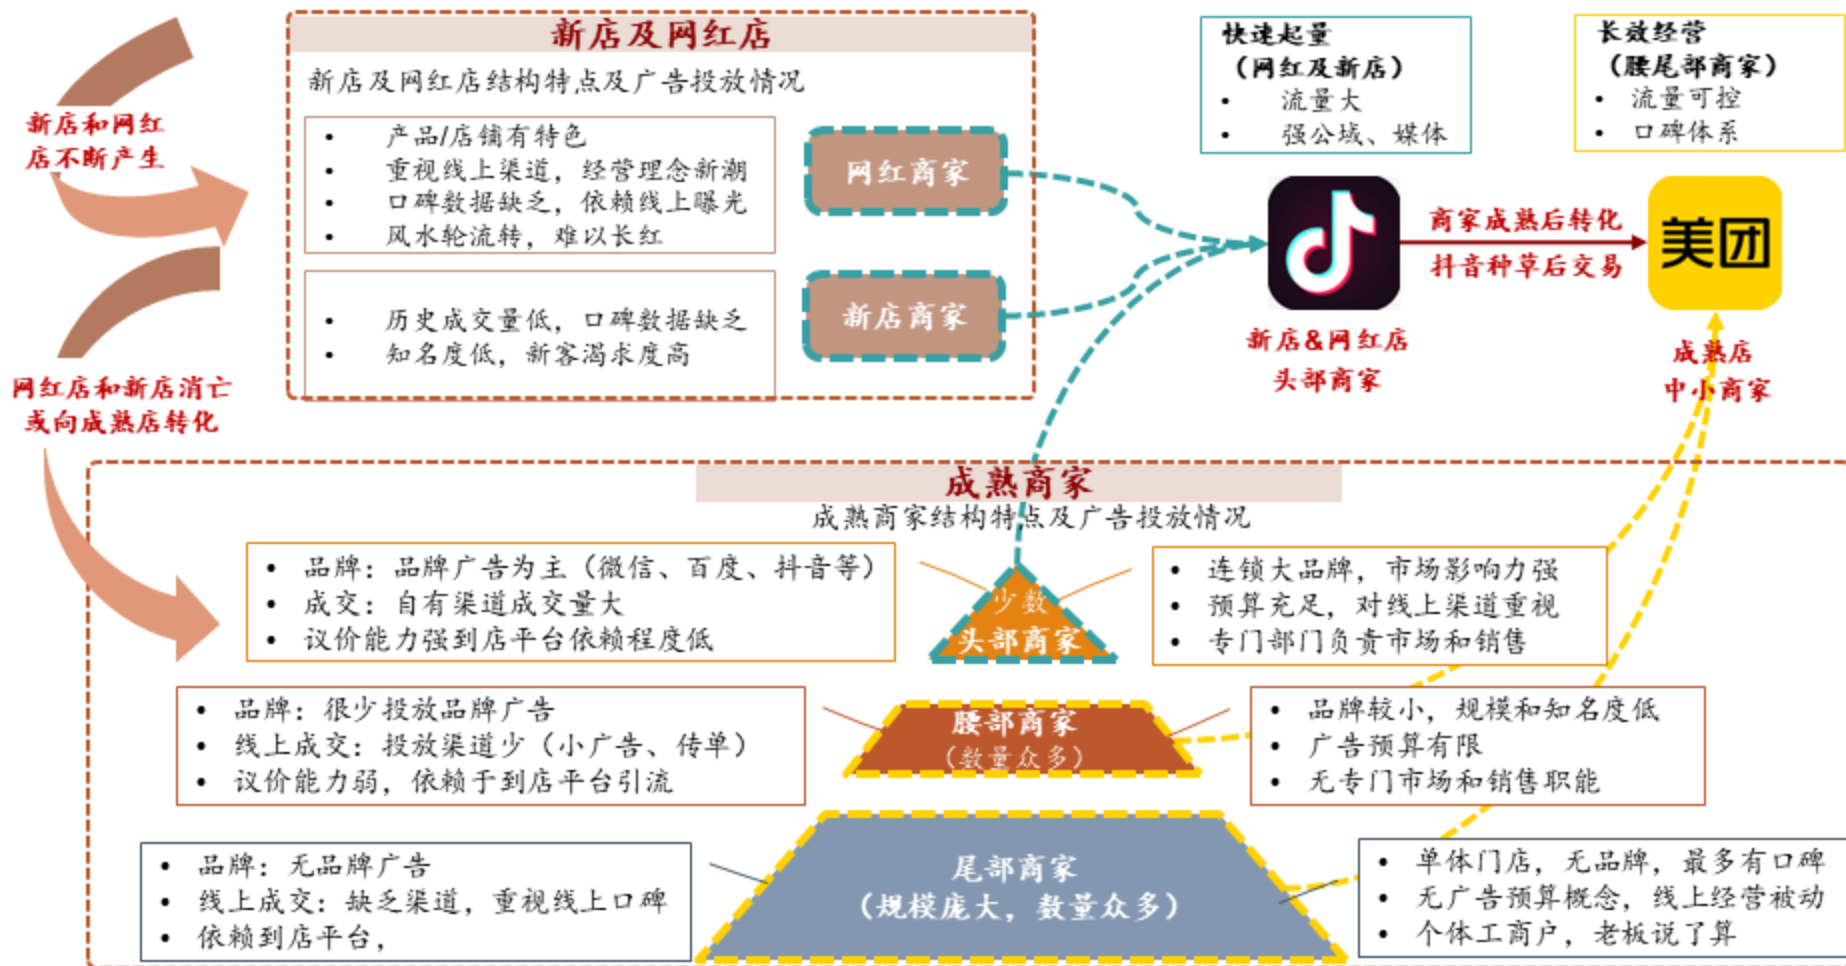 新店及网红店
新店及网红店结构特点及广告投放情况
新店和网红
店不断产生
• 产品/店铺有特色
• 重视线上渠道，经营理念新潮
• 口碑数据缺乏，依赖线上曝光
• 风水轮流转，难以长红
网红商家
• 历史成交量低，口碑数据缺乏
• 知名度低，新客渴求度高
新店商家
快速起量
（网红及新店）
• 流量大
• 强公域、媒体
长效经营
（腰尾部商家）
• 流量可控
• 口碑体系
商家成熟后转化
抖音种草后交易
美团
新店&网红店
头部商家
成熟店
中小商家
网红店和新店消亡
或向成熟店转化
成熟商家
成熟商家结构特点及广告投放情况
• 品牌：品牌广告为主（微信、百度、抖音等）
• 成交：自有渠道成交量大
• 议价能力强到店平台依赖程度低
少数
头部商家
• 连锁大品牌，市场影响力强
• 预算充足，对线上渠道重视
• 专门部门负责市场和销售
• 品牌：很少投放品牌广告
• 线上成交：投放渠道少（小广告、传单）
• 议价能力弱，依赖于到店平台引流
腰部商家
（数量众多）
• 品牌较小，规模和知名度低
• 广告预算有限
• 无专门市场和销售职能
• 品牌：无品牌广告
• 线上成交：缺乏渠道，重视线上口碑
• 依赖到店平台，
尾部商家
（规模庞大，数量众多）
• 单体门店，无品牌，最多有口碑
• 无广告预算概念，线上经营被动
• 个体工商户，老板说了算